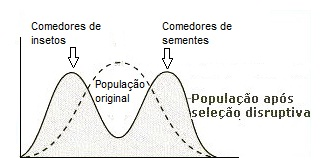 Comedores de
insetos
Comedores de
sementes
População
original
População após
seleção disruptiva